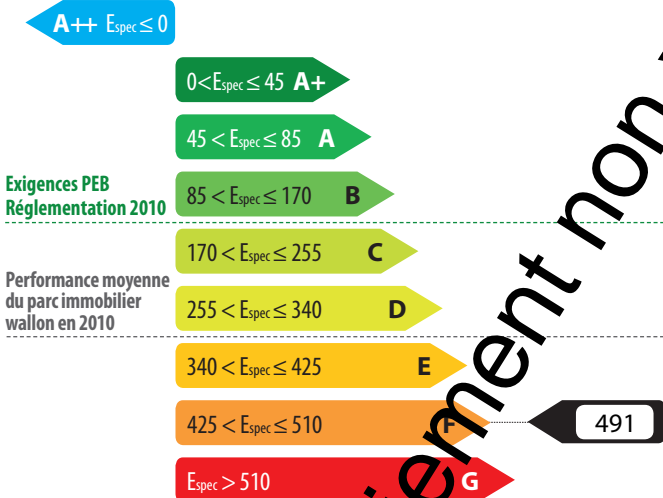 A++ Espec ≤ 0
0<Espec ≤ 45 A+
45 < Espec ≤ 85 A
Exigences PEB
Réglementation 2010
85 < Espec ≤ 170 B
170 < Espec ≤ 255 C
Performance moyenne
du parc immobilier
wallon en 2010
255 < Espec ≤ 340 D
340 < Espec ≤ 425 E
425 < Espec ≤ 510 F
491
Espec > 510 G
ement non